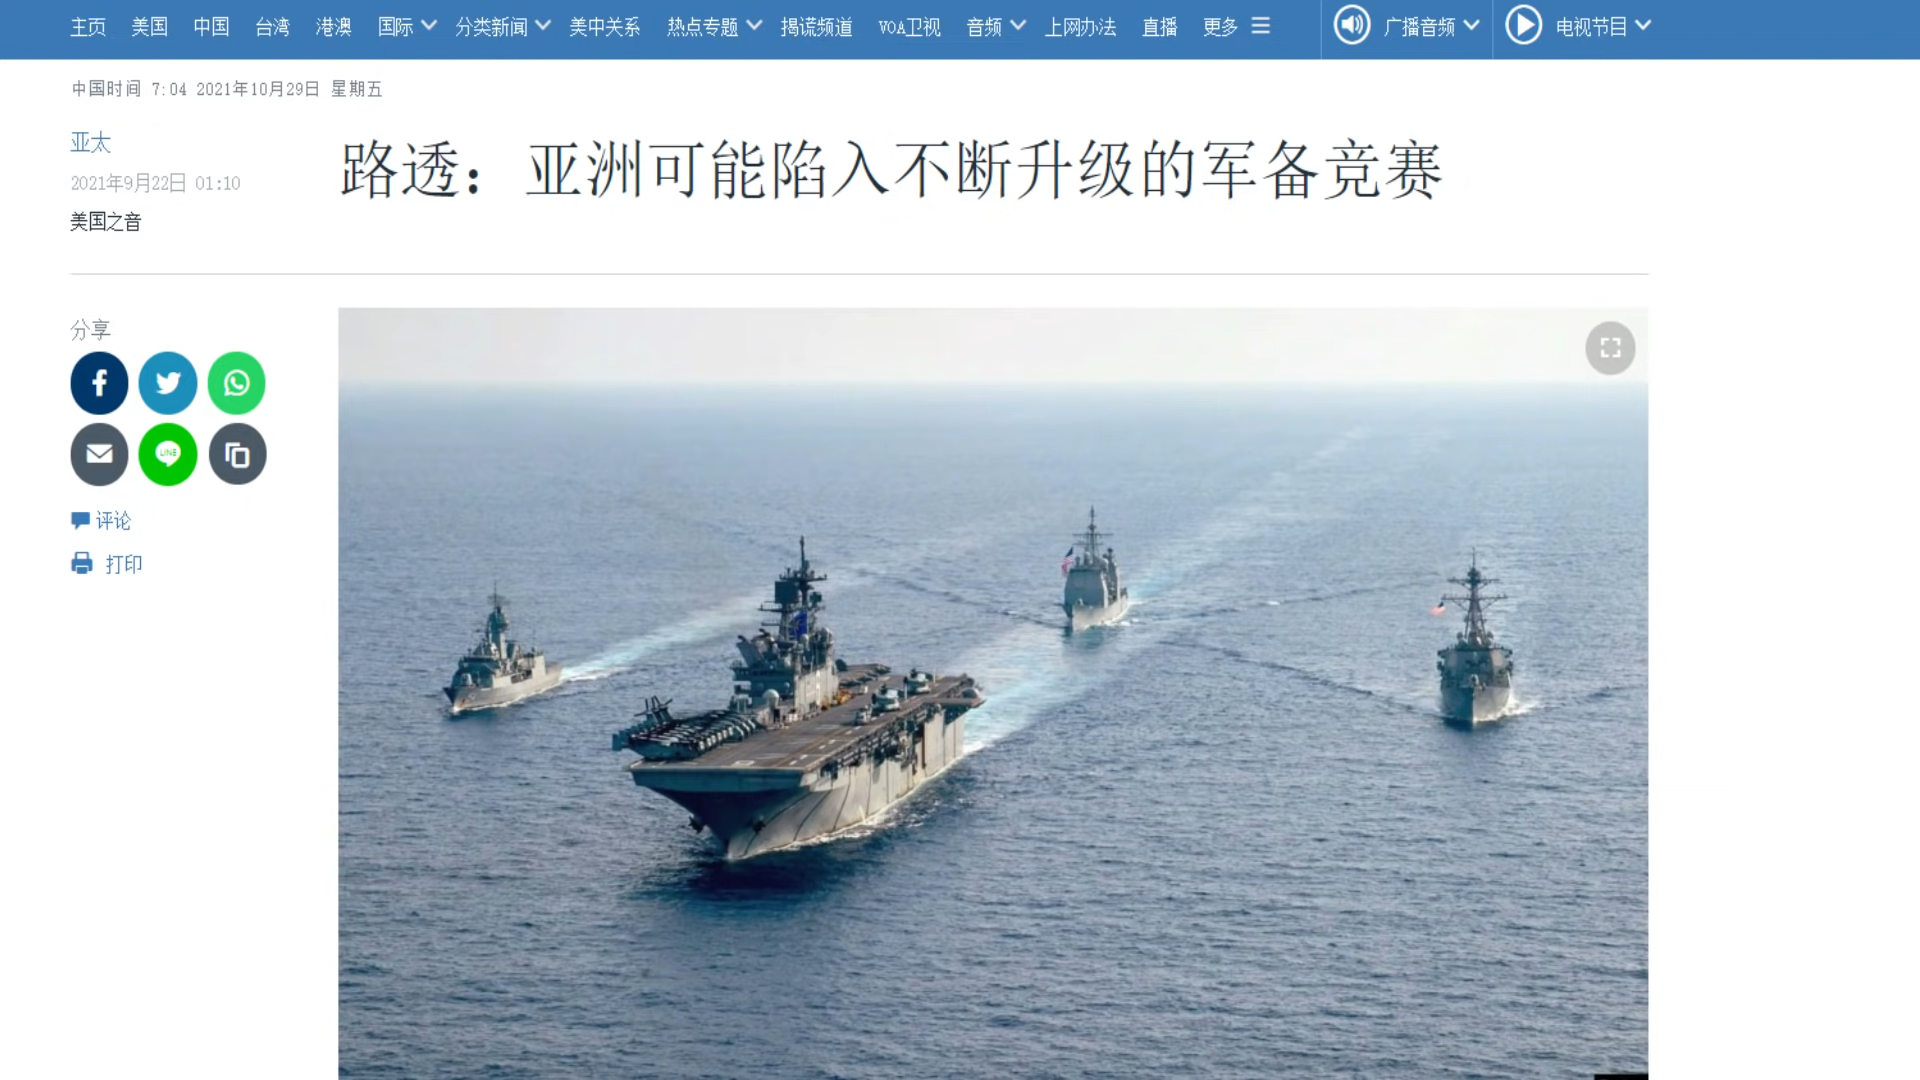 主页 美国 中国 台湾 港澳 国际 分类新闻 美中关系 热点专题 揭谎频道 VOA卫视 音频 上网办法 直播 更多 广播音频 电视节目
中国时间 7:04 2021年10月29日 星期五
亚太
2021年9月22日 01:10
美国之音
路透：亚洲可能陷入不断升级的军备竞赛
分享
LINE
评论
打印